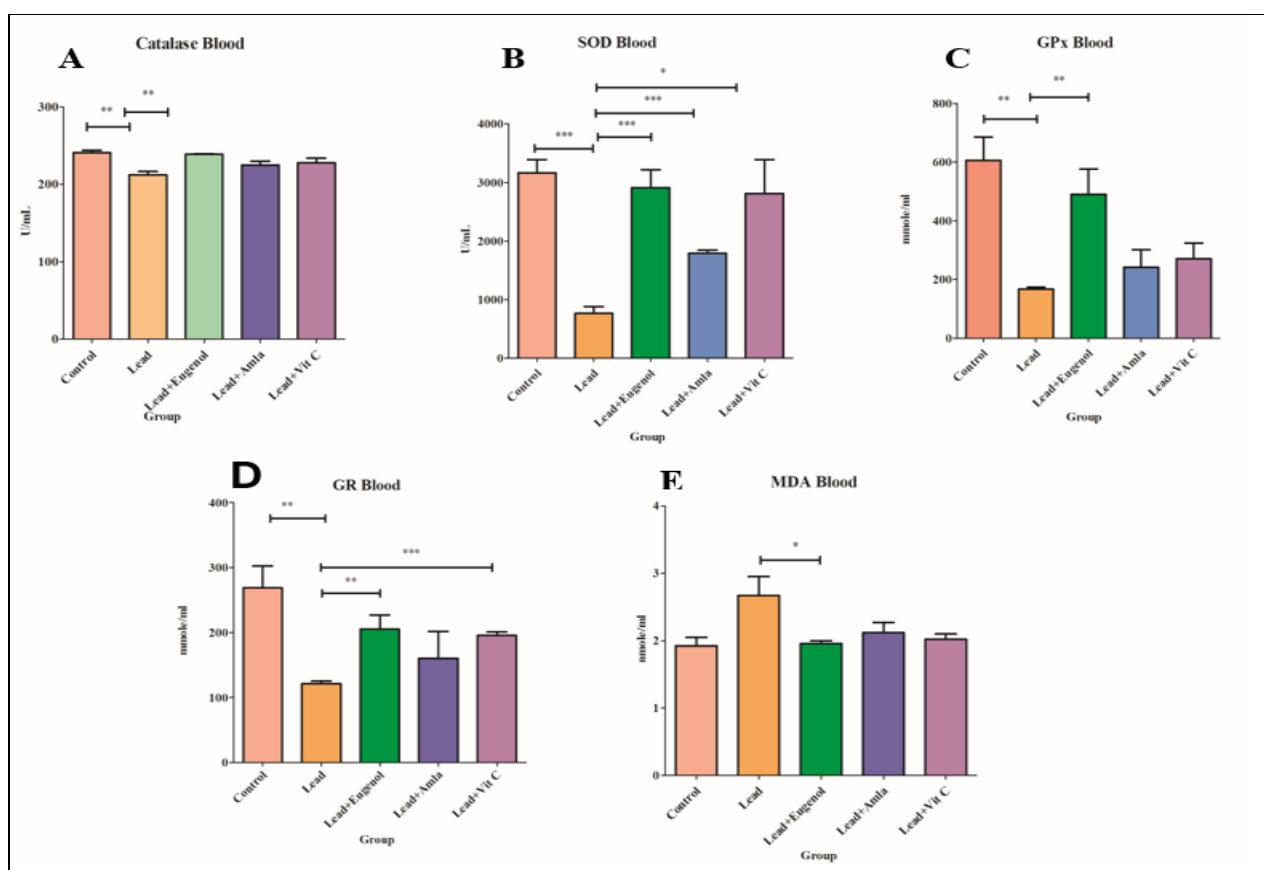 A
Catalase Blood
**
**
300
200
100
0
U/mL
Control
Lead
Lead+Eugenol
Lead+Amla
Lead+Vit C
Group
B
SOD Blood
*
***
***
***
4000
3000
2000
1000
0
U/mL
Control
Lead
Lead+Eugenol
Lead+Amla
Lead+Vit C
Group
C
GPx Blood
**
**
800
600
400
200
0
mmole/ml
Control
Lead
Lead+Eugenol
Lead+Amla
Lead+Vit C
Group
D
GR Blood
**
***
**
400
300
200
100
0
mmole/ml
Control
Lead
Lead+Eugenol
Lead+Amla
Lead+Vit C
Group
E
MDA Blood
*
4
3
2
1
0
nmole/ml
Control
Lead
Lead+Eugenol
Lead+Amla
Lead+Vit C
Group